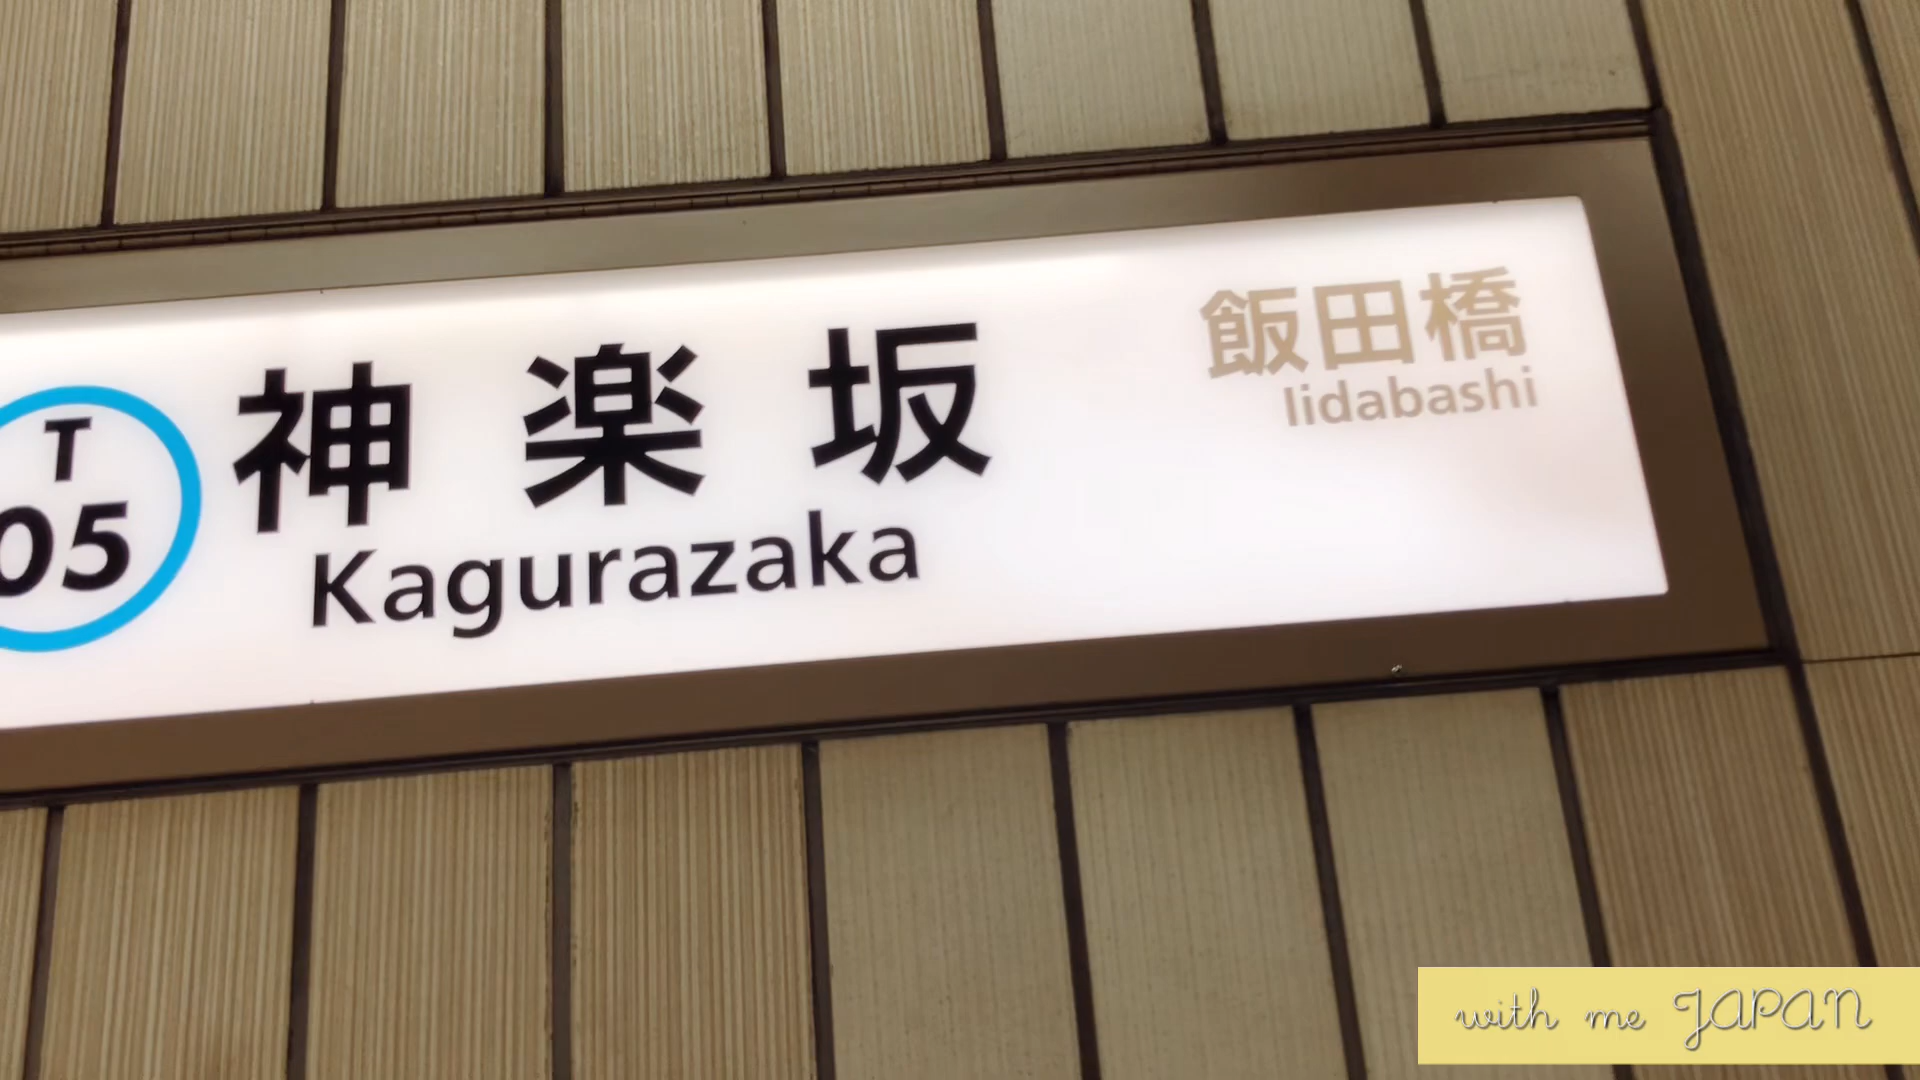 T
05
神楽坂
Kagurazaka
飯田橋
Iidabashi
with me JAPAN